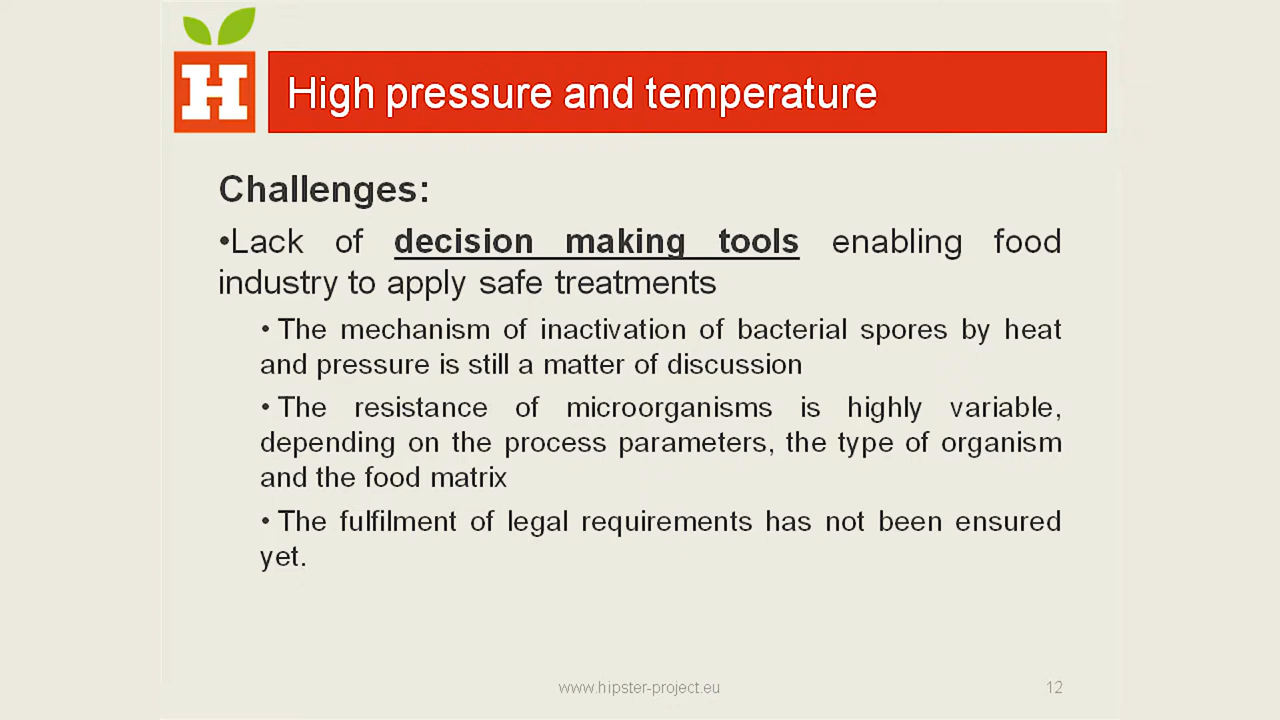 H
High pressure and temperature
Challenges:
•Lack of decision making tools enabling food
industry to apply safe treatments
• The mechanism of inactivation of bacterial spores by heat
and pressure is still a matter of discussion
• The resistance of microorganisms is highly variable,
depending on the process parameters, the type of organism
and the food matrix
• The fulfilment of legal requirements has not been ensured
yet.
www.hipster-project.eu
12